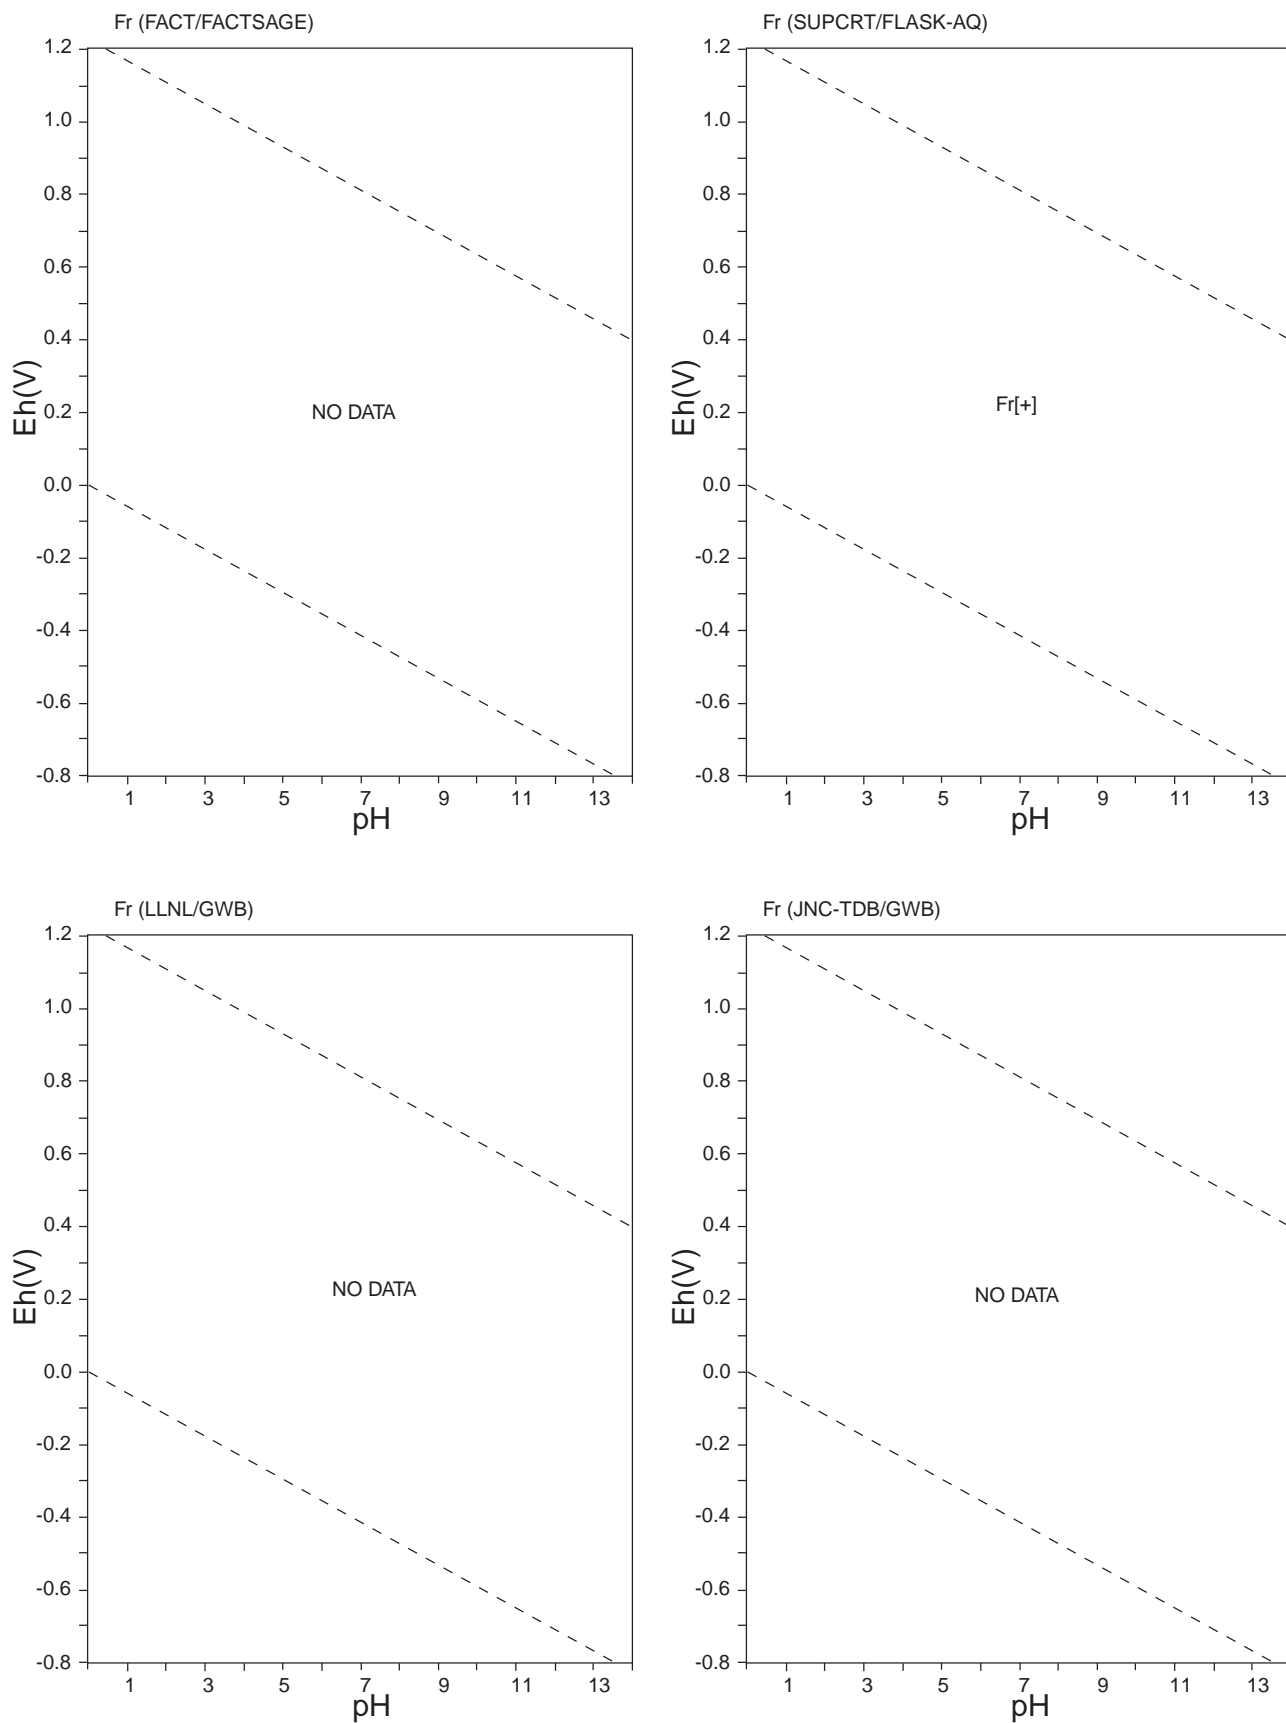 Fr (FACT/FACTSAGE)
1.2
1.0
0.8
0.6
0.4
0.2
0.0
-0.2
-0.4
-0.6
-0.8
Eh(V)
NO DATA
1 3 5 7 9 11 13
pH
Fr (SUPCRT/FLASK-AQ)
1.2
1.0
0.8
0.6
0.4
0.2
0.0
-0.2
-0.4
-0.6
-0.8
Eh(V)
Fr[+]
1 3 5 7 9 11 13
pH
Fr (LLNL/GWB)
1.2
1.0
0.8
0.6
0.4
0.2
0.0
-0.2
-0.4
-0.6
-0.8
Eh(V)
NO DATA
1 3 5 7 9 11 13
pH
Fr (JNC-TDB/GWB)
1.2
1.0
0.8
0.6
0.4
0.2
0.0
-0.2
-0.4
-0.6
-0.8
Eh(V)
NO DATA
1 3 5 7 9 11 13
pH